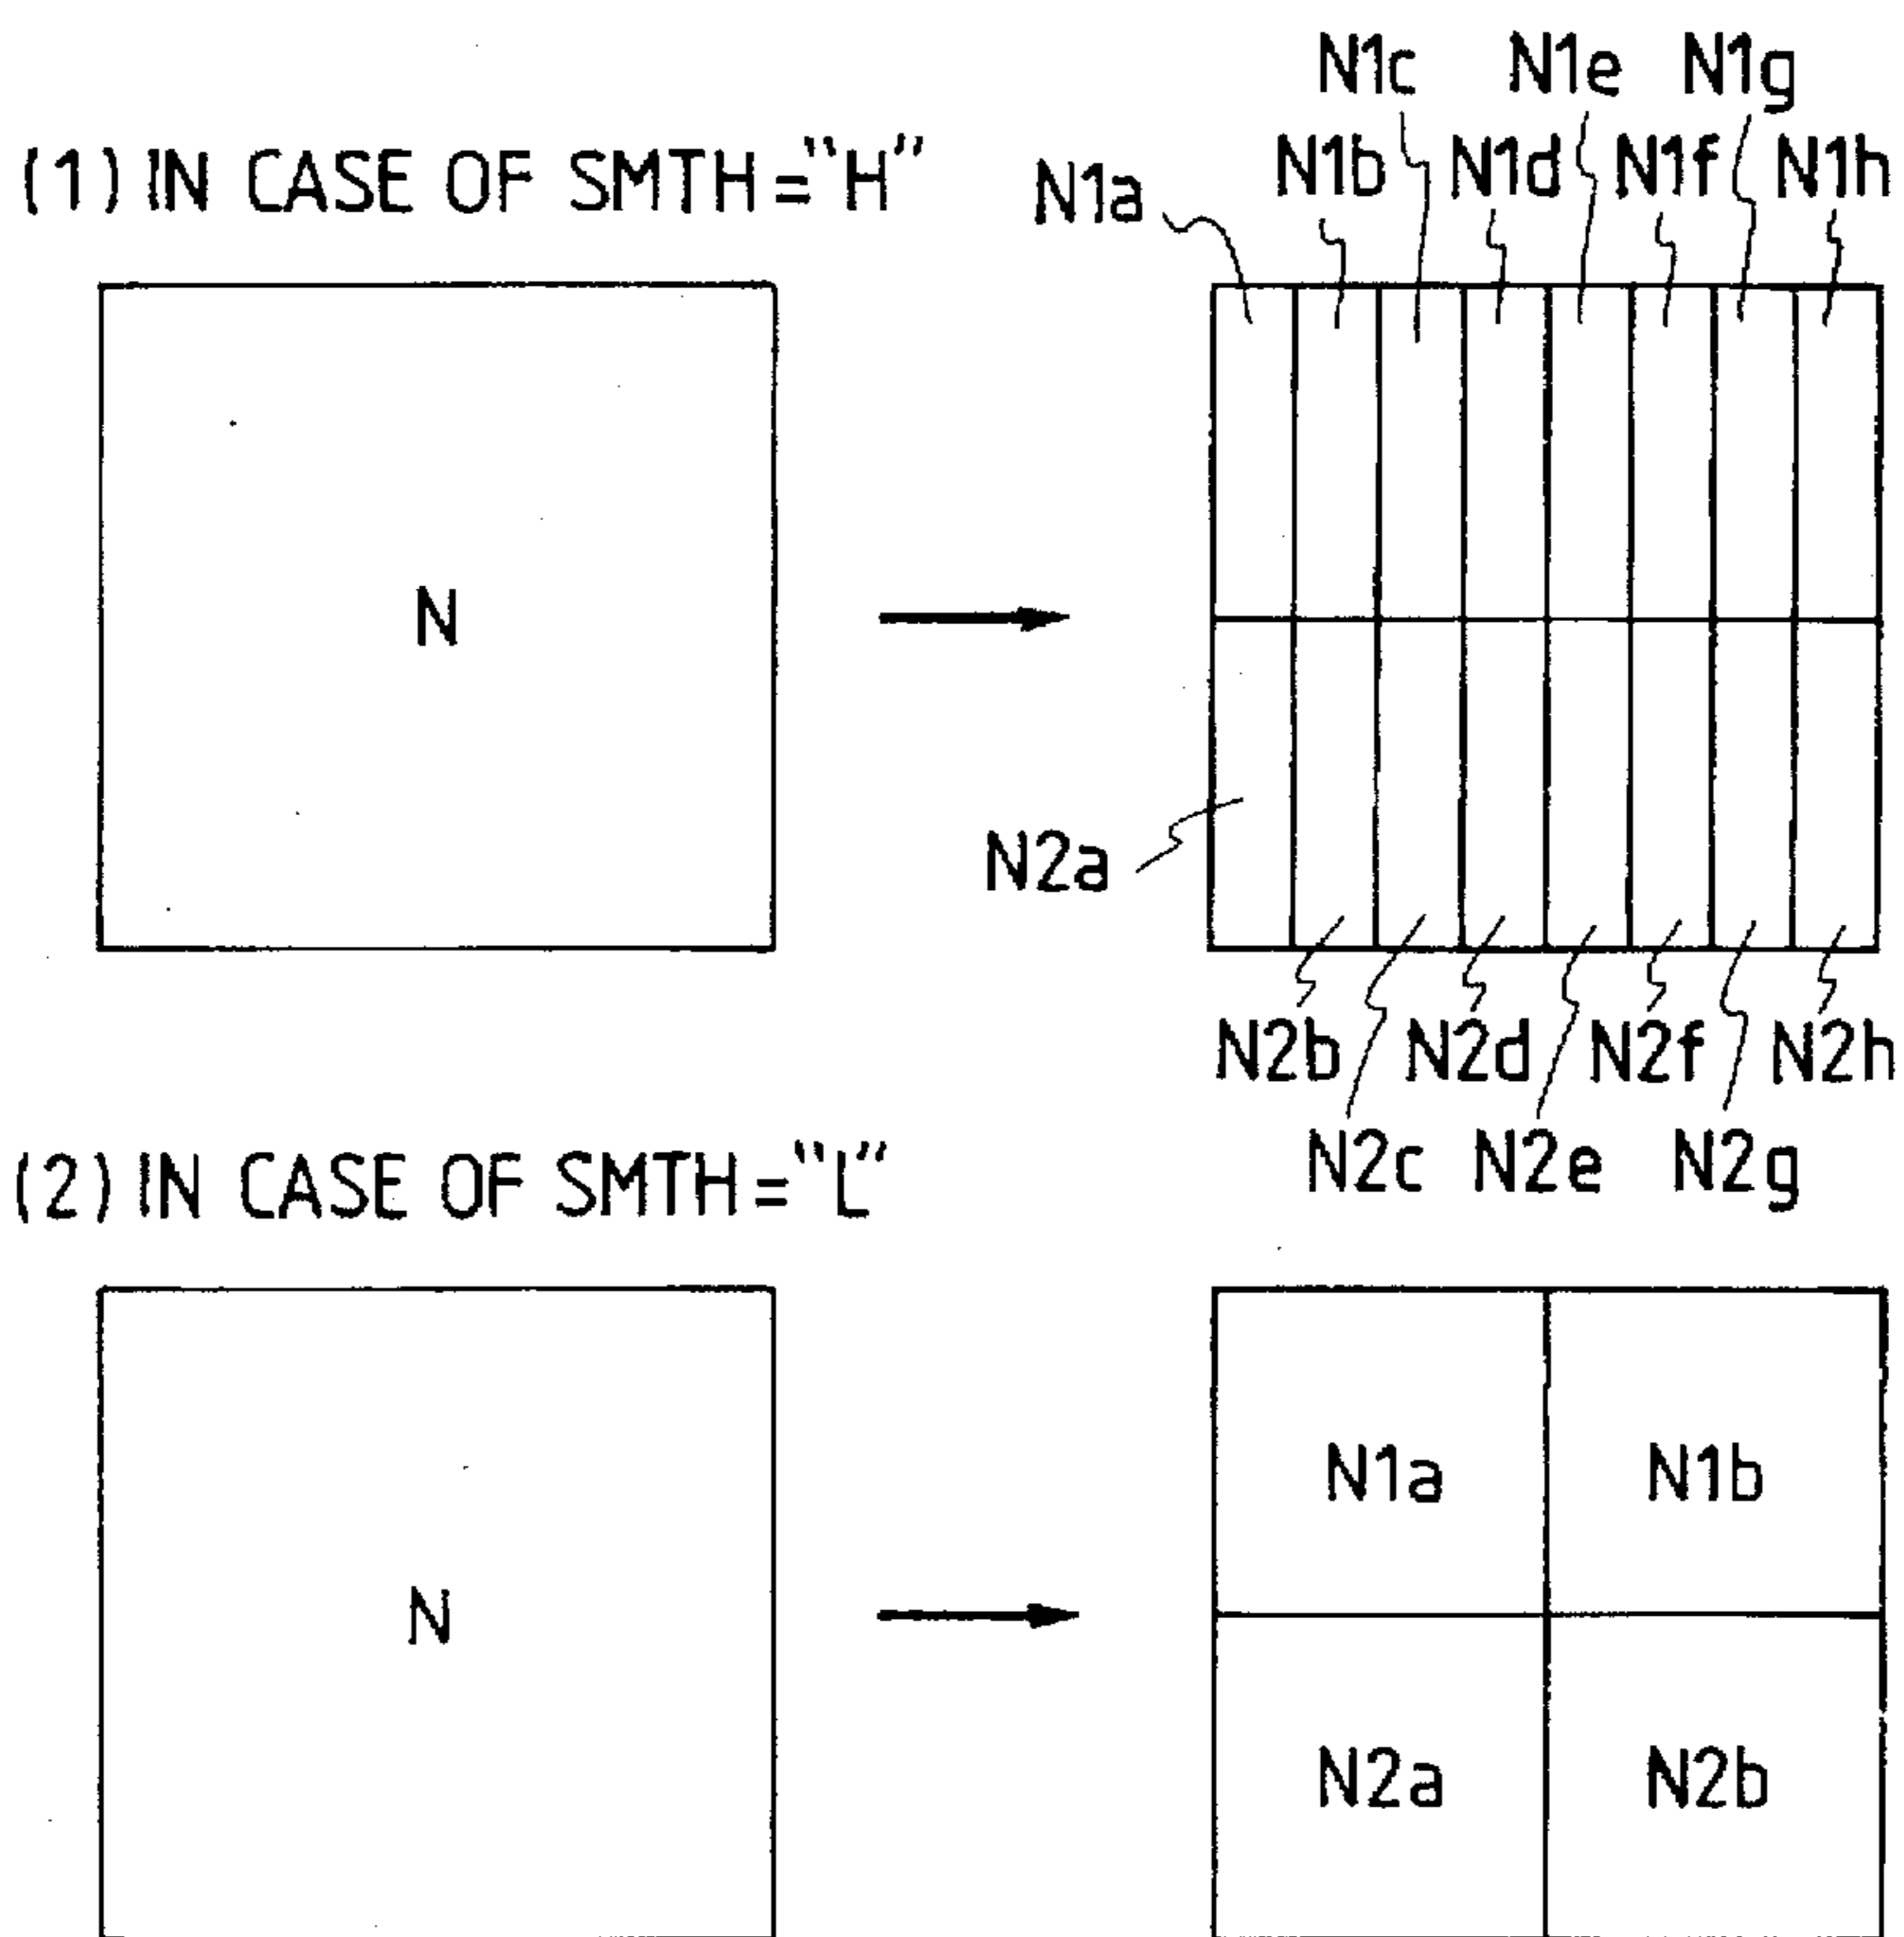 (1) IN CASE OF SMTH = "H"
N1c N1e N1g
N1a N1b N1d N1f N1h
N
N2a
N2b N2d N2f N2h
N2c N2e N2g
(2) IN CASE OF SMTH = "L"
N
N1a N1b
N2a N2b